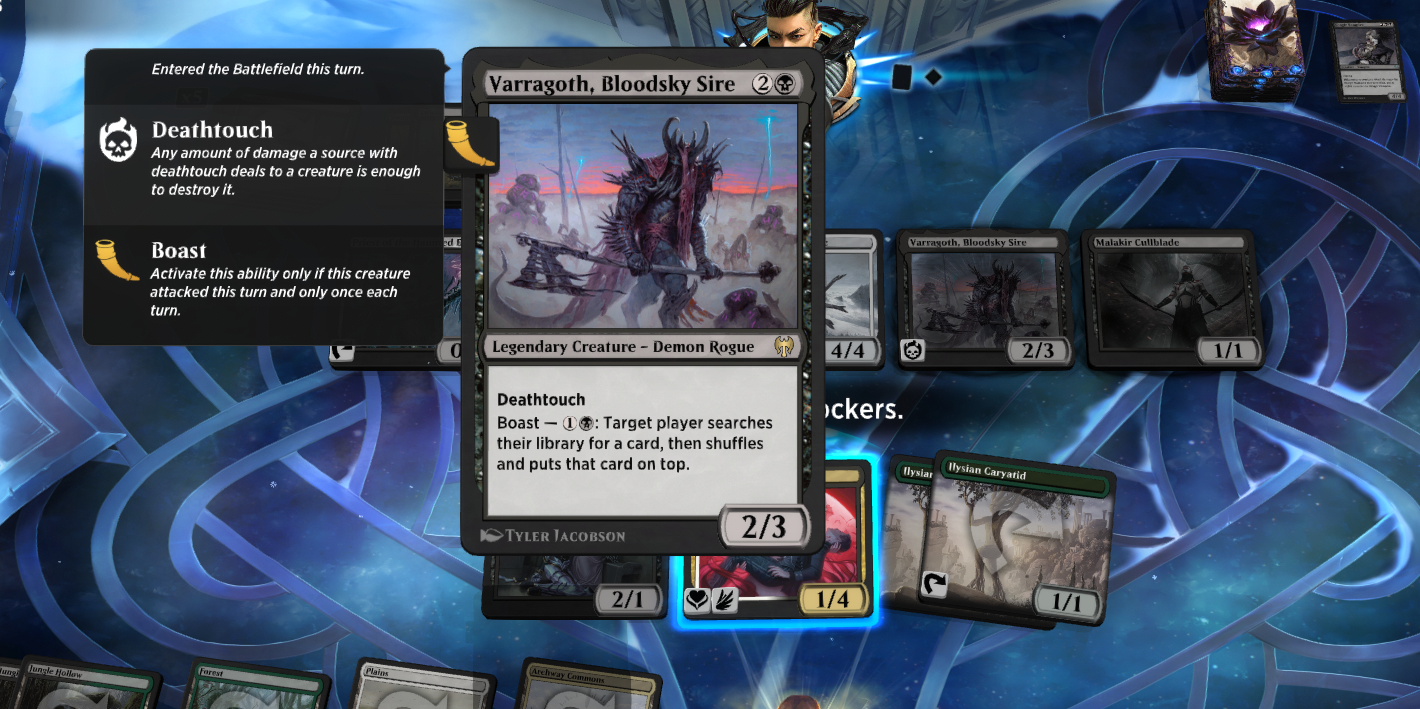 Entered the Battlefield this turn.
Deathtouch
Any amount of damage a source with
deathtouch deals to a creature is enough
to destroy it.
Boast
Activate this ability only if this creature
attacked this turn and only once each
turn.
Varragoth, Bloodsky Sire 2
Legendary Creature - Demon Rogue
Deathtouch
Boast — 1 : Target player searches
their library for a card, then shuffles
and puts that card on top.
2/3
TYLER JACOBSON
4/4
Varragoth, Bloodsky Sire
2/3
Malakir Cullblade
1/1
ockers.
2/1
1/4
Ilysian
Ilysian Caryatid
1/1
Jungle Hollow
Forest
Plains
Archway Commons